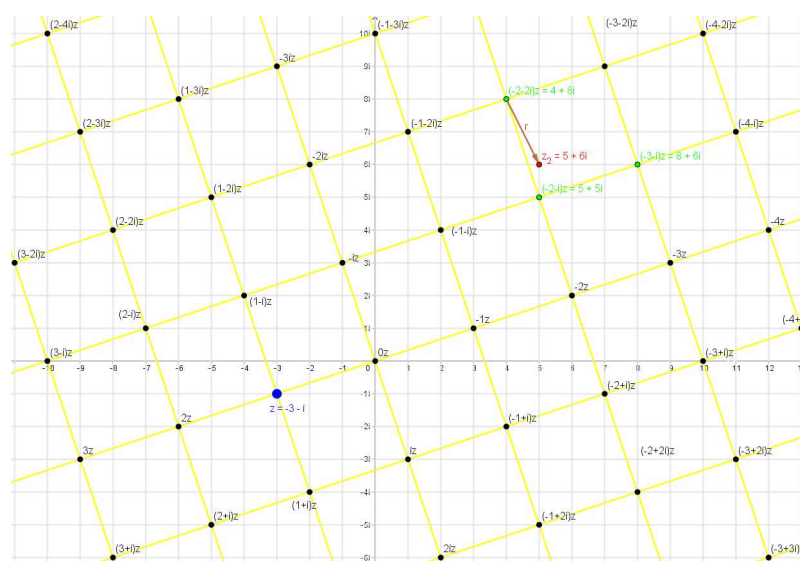 (2-4i)z
(-1-3i)z
(-3-2i)z
(-4-2i)z
10i
-3iz
9i
(1-3i)z
8i
(-2-2i)z = 4 + 8i
(2-3i)z
7i
(-1-2i)z
r
(-4-i)z
-2iz
6i
z2 = 5 + 6i
(-3-i)z = 8 + 6i
(1-2i)z
5i
(-2-i)z = 5 + 5i
(2-2i)z
4i
(-1-i)z
-4z
(3-2i)z
-iz
3i
-3z
(1-i)z
2i
-2z
(2-i)z
1i
-1z
(-4+
(3-i)z
0z
(-3+i)z
-10 -9 -8 -7 -6 -5 -4 -3 -2 -1 0 1 2 3 4 5 6 7 8 9 10 11 12 13
z = -3 - i
-1i
(-2+i)z
2z
-2i
(-1+i)z
3z
iz
-3i
(-2+2i)z
(-3+2i)z
(1+i)z
-4i
(2+i)z
-5i
(-1+2i)z
(3+i)z
-6i
2iz
(-3+3i)